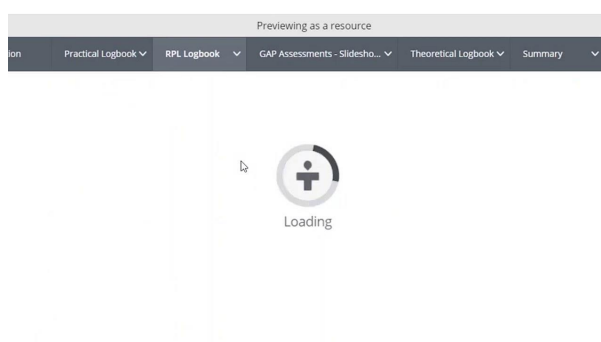 Previewing as a resource
ion Practical Logbook RPL Logbook GAP Assessments - Slidesho... Theoretical Logbook Summary
Loading